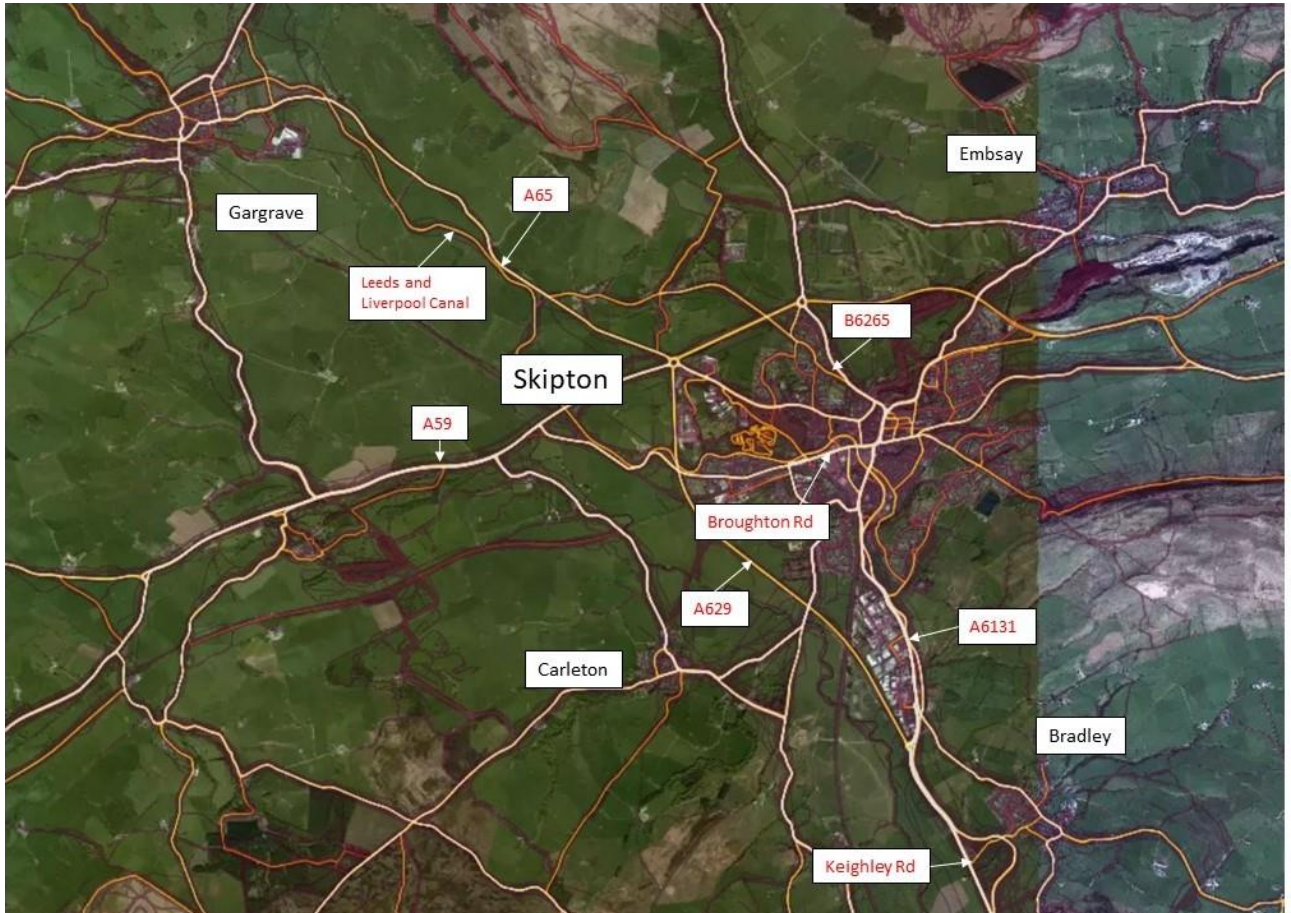 Embsay
A65
Gargrave
Leeds and
Liverpool Canal
B6265
Skipton
A59
Broughton Rd
A629
A6131
Carleton
Bradley
Keighley Rd